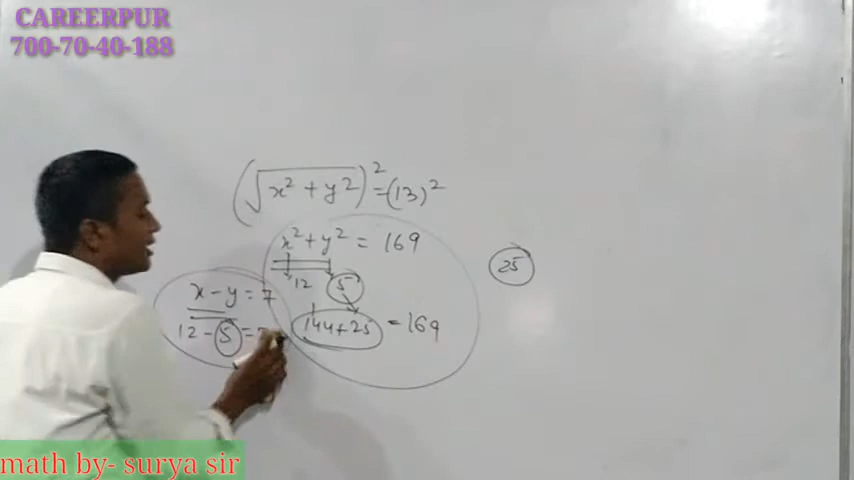 CAREERPUR
700-70-40-188
(√x² + y²)² = (13)²
x² + y² = 169
12 5
25
x - y = 7
12 - 5 =
144 + 25 = 169
math by- surya sir